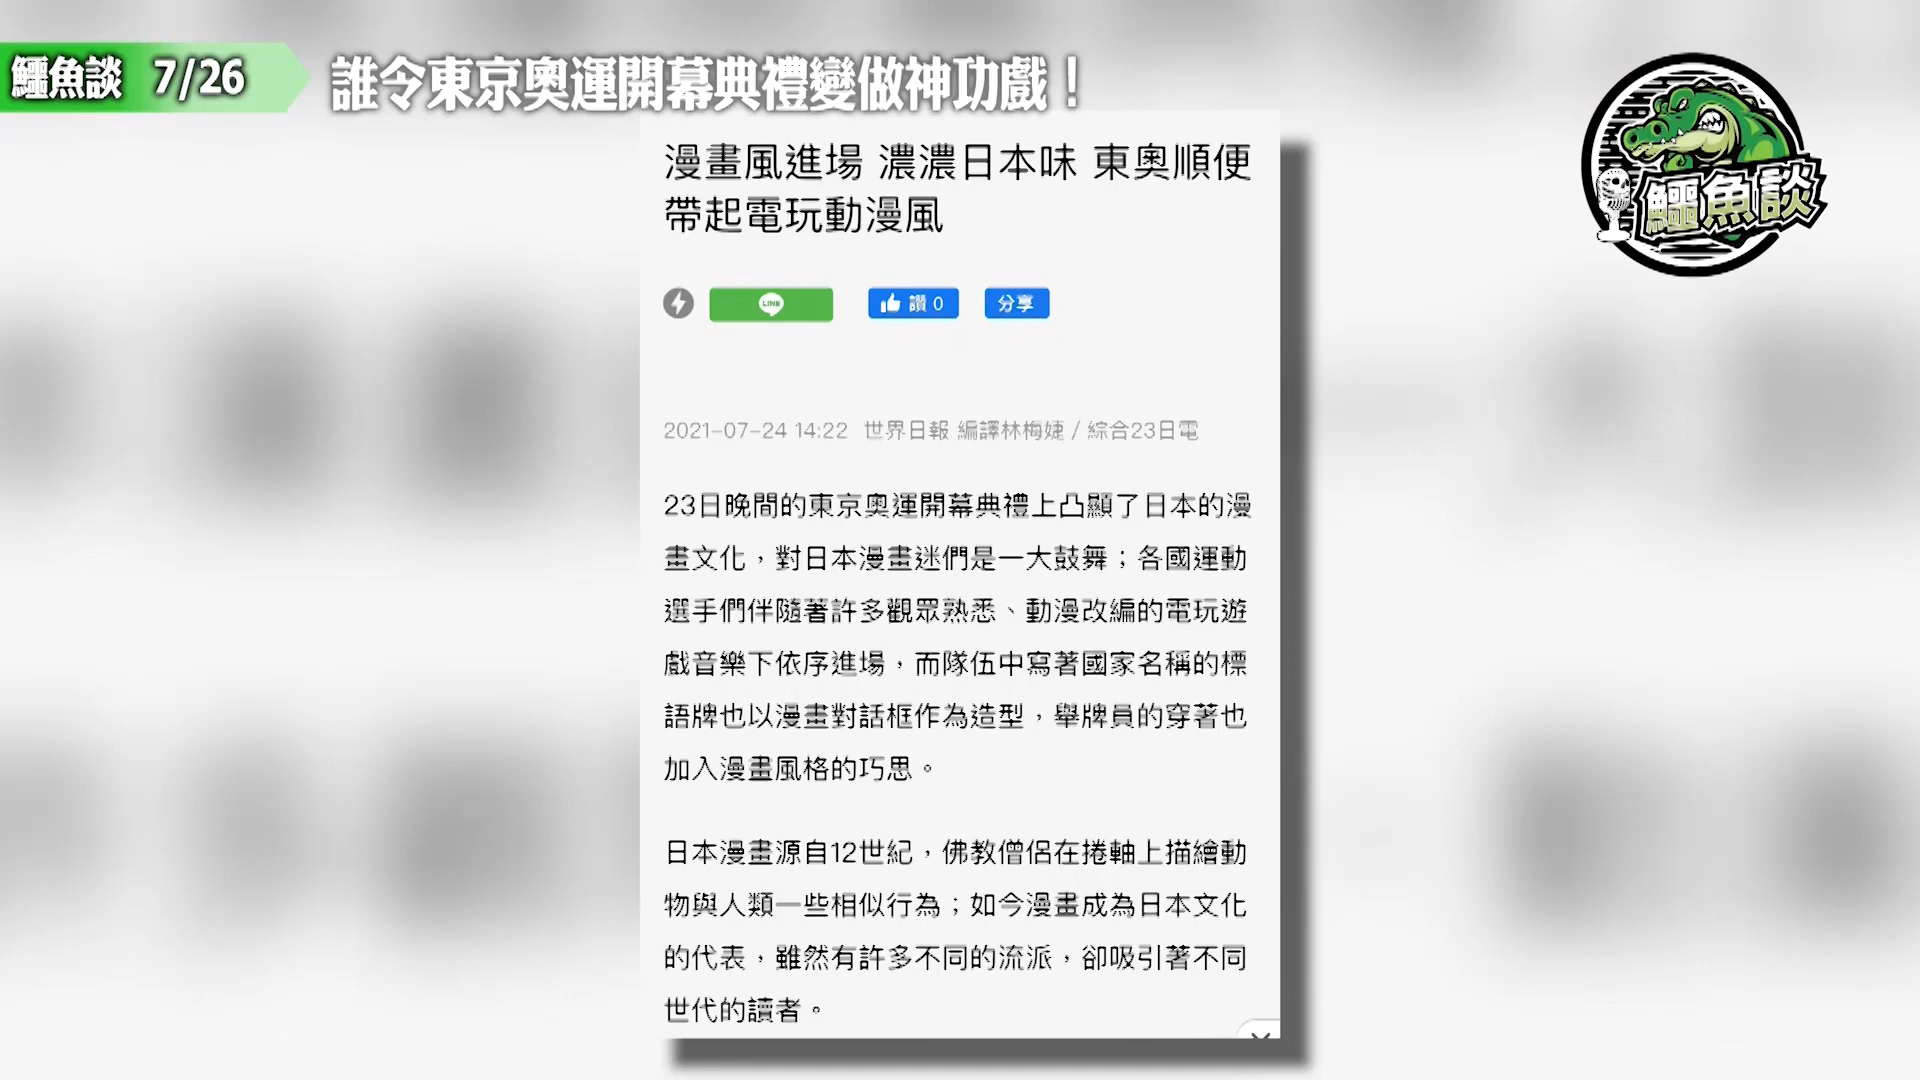 鱷魚談 7/26 誰令東京奧運開幕典禮變做神功戲！
鱷魚談
漫畫風進場 濃濃日本味 東奧順便
帶起電玩動漫風
LINE 讚 0 分享
2021-07-24 14:22 世界日報 編譯林梅婕 / 綜合23日電
23日晚間的東京奧運開幕典禮上凸顯了日本的漫
畫文化，對日本漫畫迷們是一大鼓舞；各國運動
選手們伴隨著許多觀眾熟悉、動漫改編的電玩遊
戲音樂下依序進場，而隊伍中寫著國家名稱的標
語牌也以漫畫對話框作為造型，舉牌員的穿著也
加入漫畫風格的巧思。
日本漫畫源自12世紀，佛教僧侶在捲軸上描繪動
物與人類一些相似行為；如今漫畫成為日本文化
的代表，雖然有許多不同的流派，卻吸引著不同
世代的讀者。